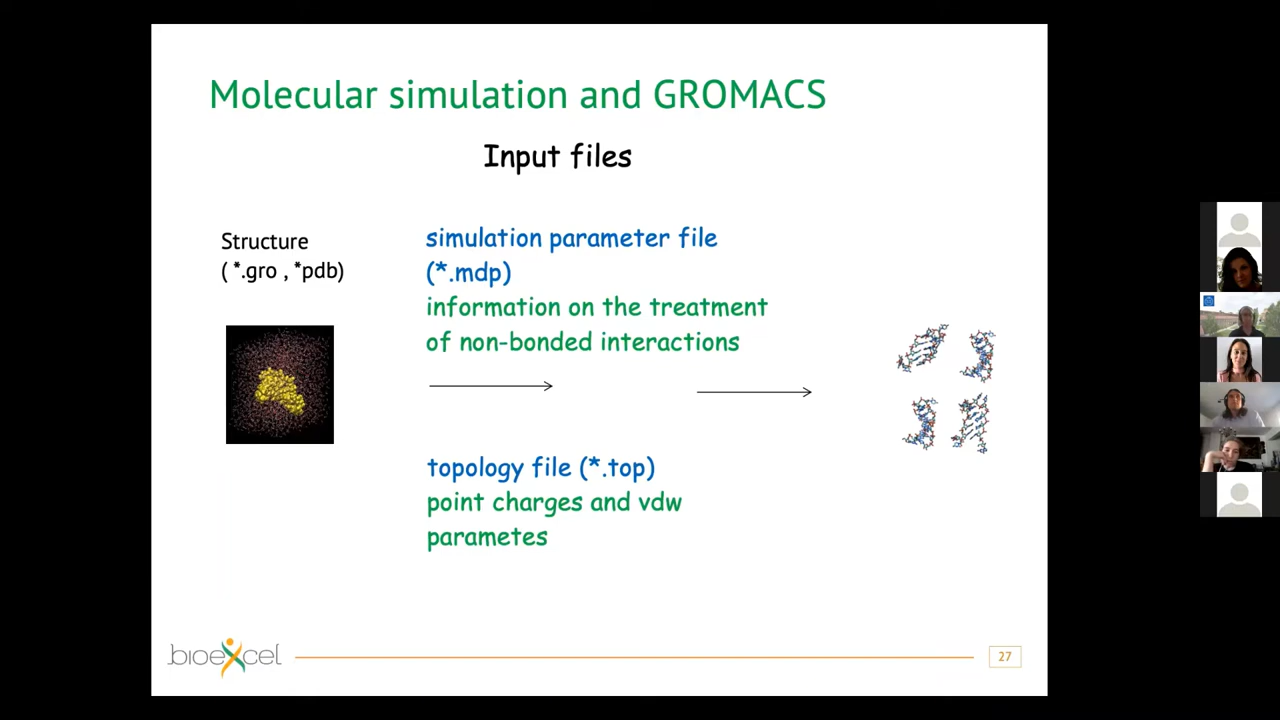 Molecular simulation and GROMACS
Input files
Structure
( *.gro , *pdb)
simulation parameter file
(*.mdp)
information on the treatment
of non-bonded interactions
topology file (*.top)
point charges and vdw
parametes
bioexcel
27